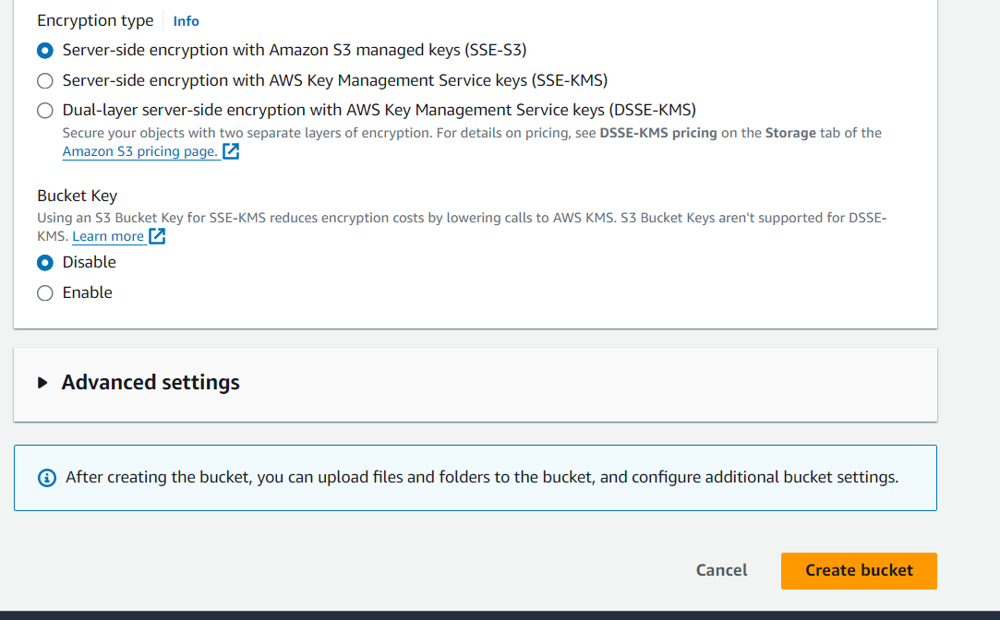 Encryption type Info
Server-side encryption with Amazon S3 managed keys (SSE-S3)
Server-side encryption with AWS Key Management Service keys (SSE-KMS)
Dual-layer server-side encryption with AWS Key Management Service keys (DSSE-KMS)
Secure your objects with two separate layers of encryption. For details on pricing, see DSSE-KMS pricing on the Storage tab of the
Amazon S3 pricing page.
Bucket Key
Using an S3 Bucket Key for SSE-KMS reduces encryption costs by lowering calls to AWS KMS. S3 Bucket Keys aren't supported for DSSE-
KMS. Learn more
Disable
Enable
Advanced settings
After creating the bucket, you can upload files and folders to the bucket, and configure additional bucket settings.
Cancel Create bucket